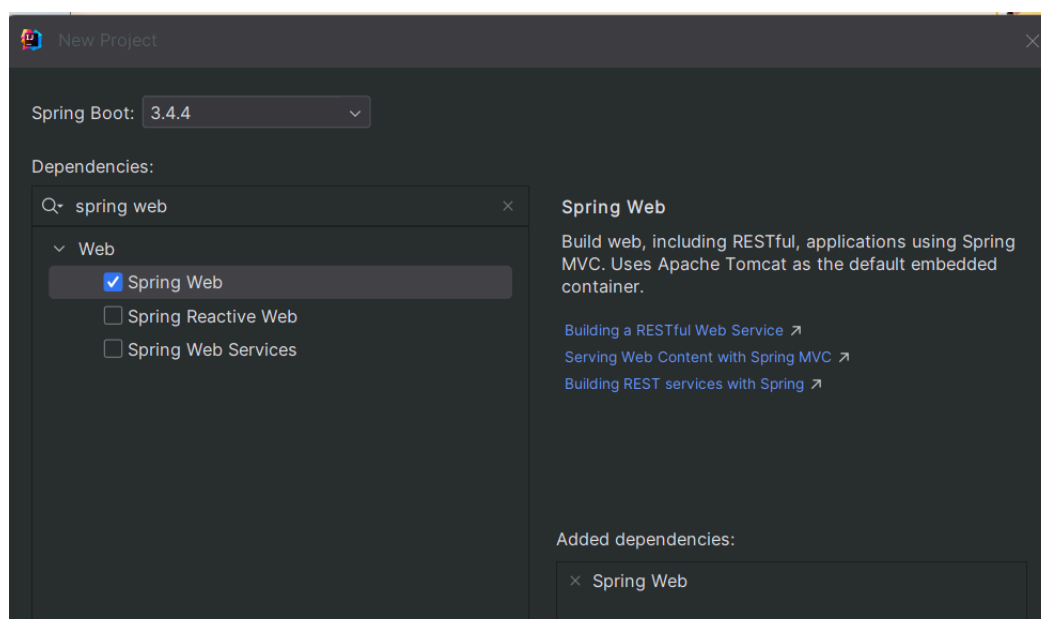 New Project
Spring Boot: 3.4.4
Dependencies:
spring web
Web
Spring Web
Spring Reactive Web
Spring Web Services
Spring Web
Build web, including RESTful, applications using Spring
MVC. Uses Apache Tomcat as the default embedded
container.
Building a RESTful Web Service
Serving Web Content with Spring MVC
Building REST services with Spring
Added dependencies:
Spring Web